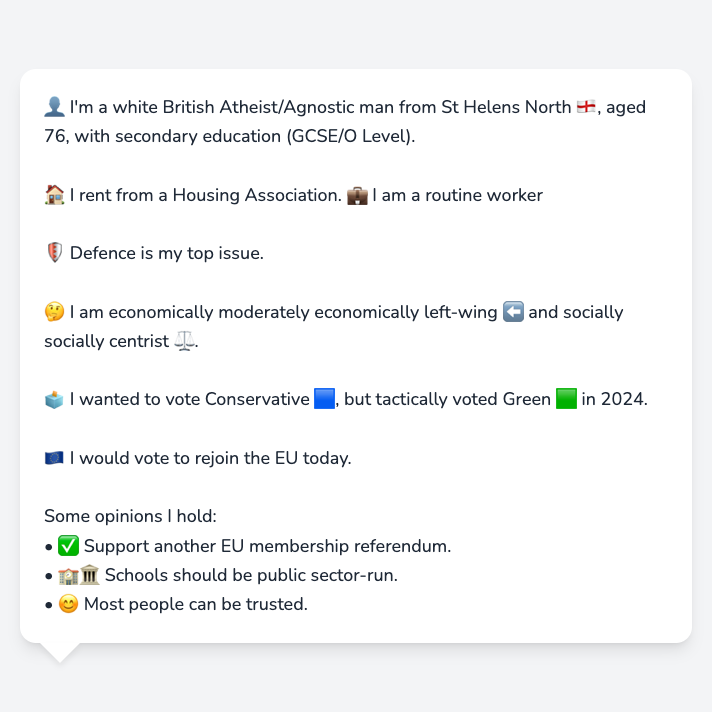 👤 I'm a white British Atheist/Agnostic man from St Helens North 🏴󠁧󠁢󠁥󠁮󠁧󠁿, aged
76, with secondary education (GCSE/O Level).
🏠 I rent from a Housing Association. 💼 I am a routine worker
🛡️ Defence is my top issue.
🤔 I am economically moderately economically left-wing ⬅️ and socially
socially centrist ⚖️.
🗳️ I wanted to vote Conservative 🟦, but tactically voted Green 🟩 in 2024.
🇪🇺 I would vote to rejoin the EU today.
Some opinions I hold:
• ✅ Support another EU membership referendum.
• 🏫🏛️ Schools should be public sector-run.
• 😊 Most people can be trusted.